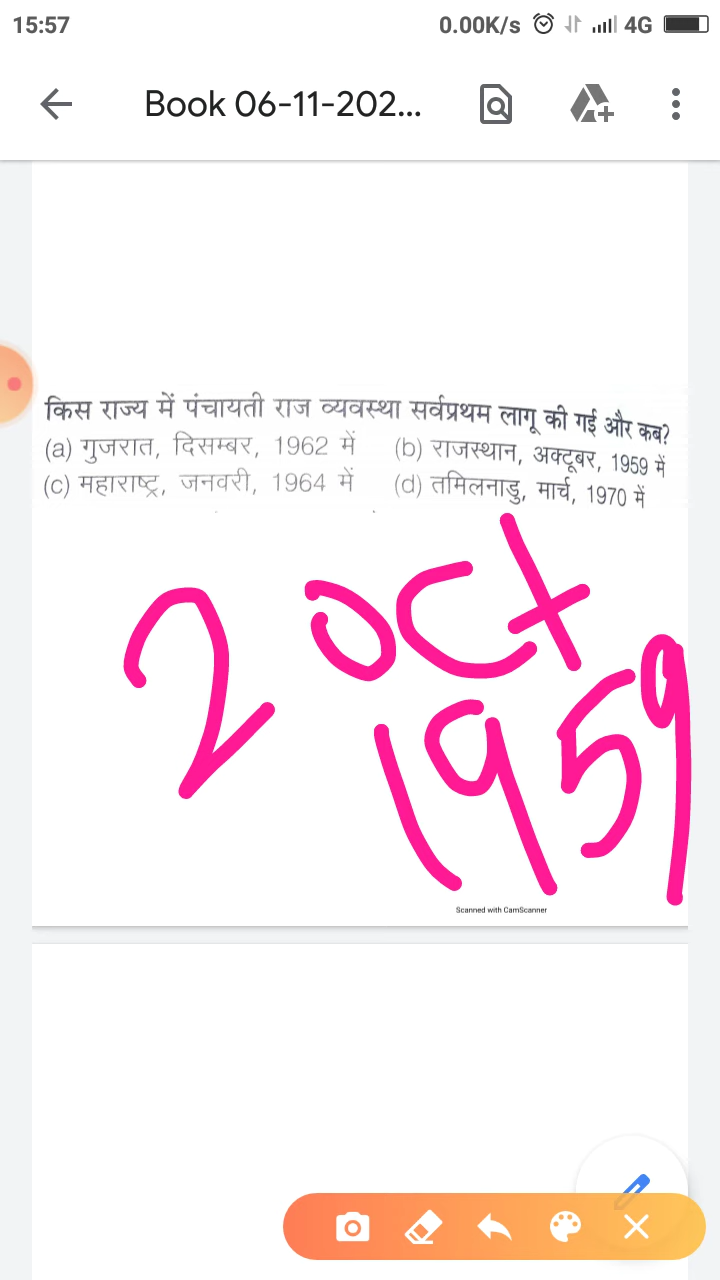 15:57 0.00K/s 4G
Book 06-11-202...
किस राज्य में पंचायती राज व्यवस्था सर्वप्रथम लागू की गई और कब?
(a) गुजरात, दिसम्बर, 1962 में (b) राजस्थान, अक्टूबर, 1959 में
(c) महाराष्ट्र, जनवरी, 1964 में (d) तमिलनाडु, मार्च, 1970 में
2 oct
1959
Scanned with CamScanner